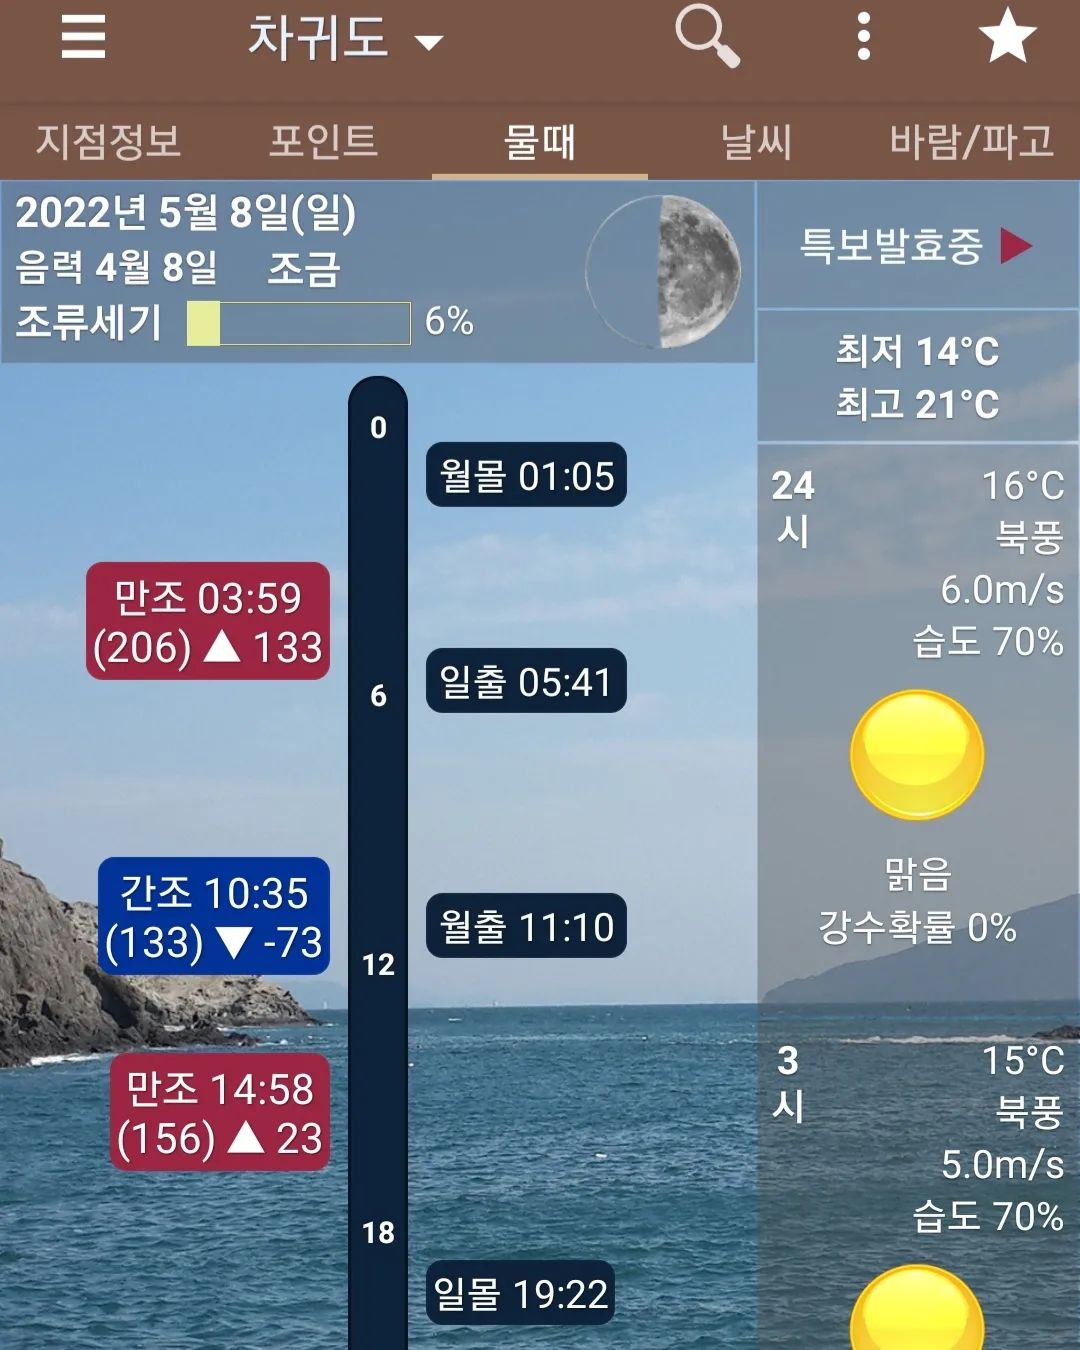 차귀도
지점정보 포인트 물때 날씨 바람/파고
2022년 5월 8일(일)
음력 4월 8일 조금
조류세기 6%
특보발효중
최저 14°C
최고 21°C
0
월몰 01:05
만조 03:59
(206) ▲ 133
일출 05:41
6
간조 10:35
(133) ▼ -73
월출 11:10
12
만조 14:58
(156) ▲ 23
18
일몰 19:22
24시 16°C
북풍
6.0m/s
습도 70%
맑음
강수확률 0%
3시 15°C
북풍
5.0m/s
습도 70%